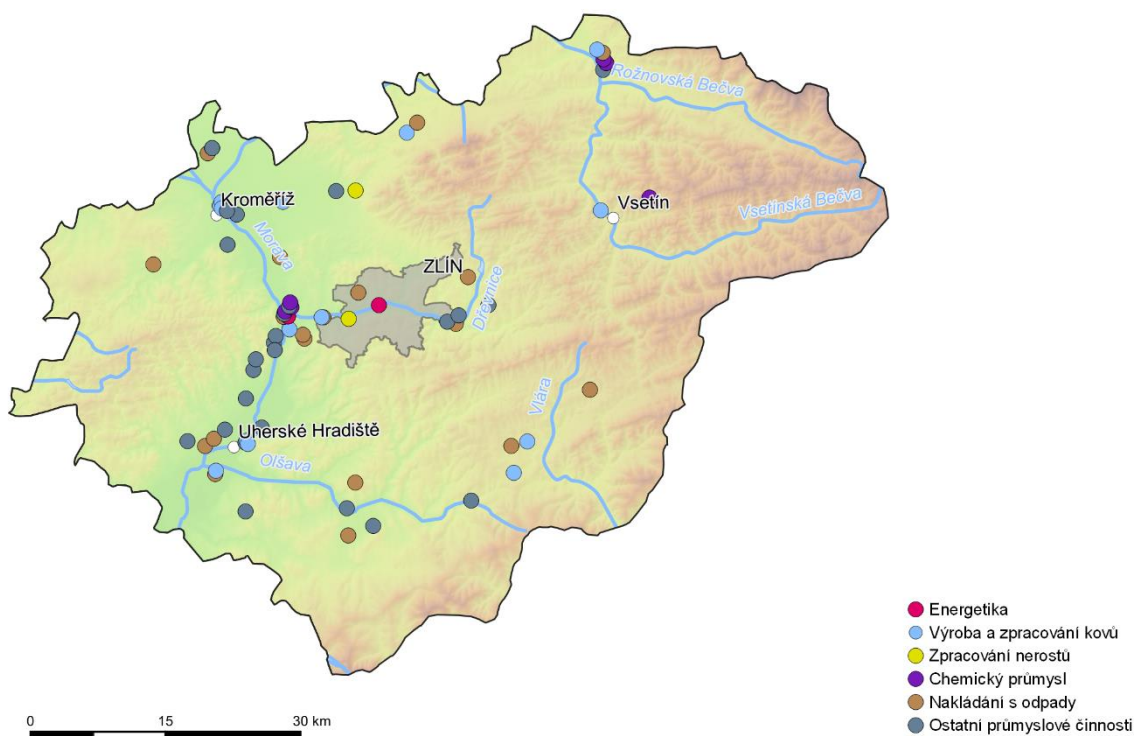 Rožnovská Bečva
Kroměříž
Vsetín
Vsetínská Bečva
Morava
ZLÍN
Dřevnice
Vlára
Uherské Hradiště
Olšava
Energetika
Výroba a zpracování kovů
Zpracování nerostů
Chemický průmysl
Nakládání s odpady
Ostatní průmyslové činnosti
0 15 30 km